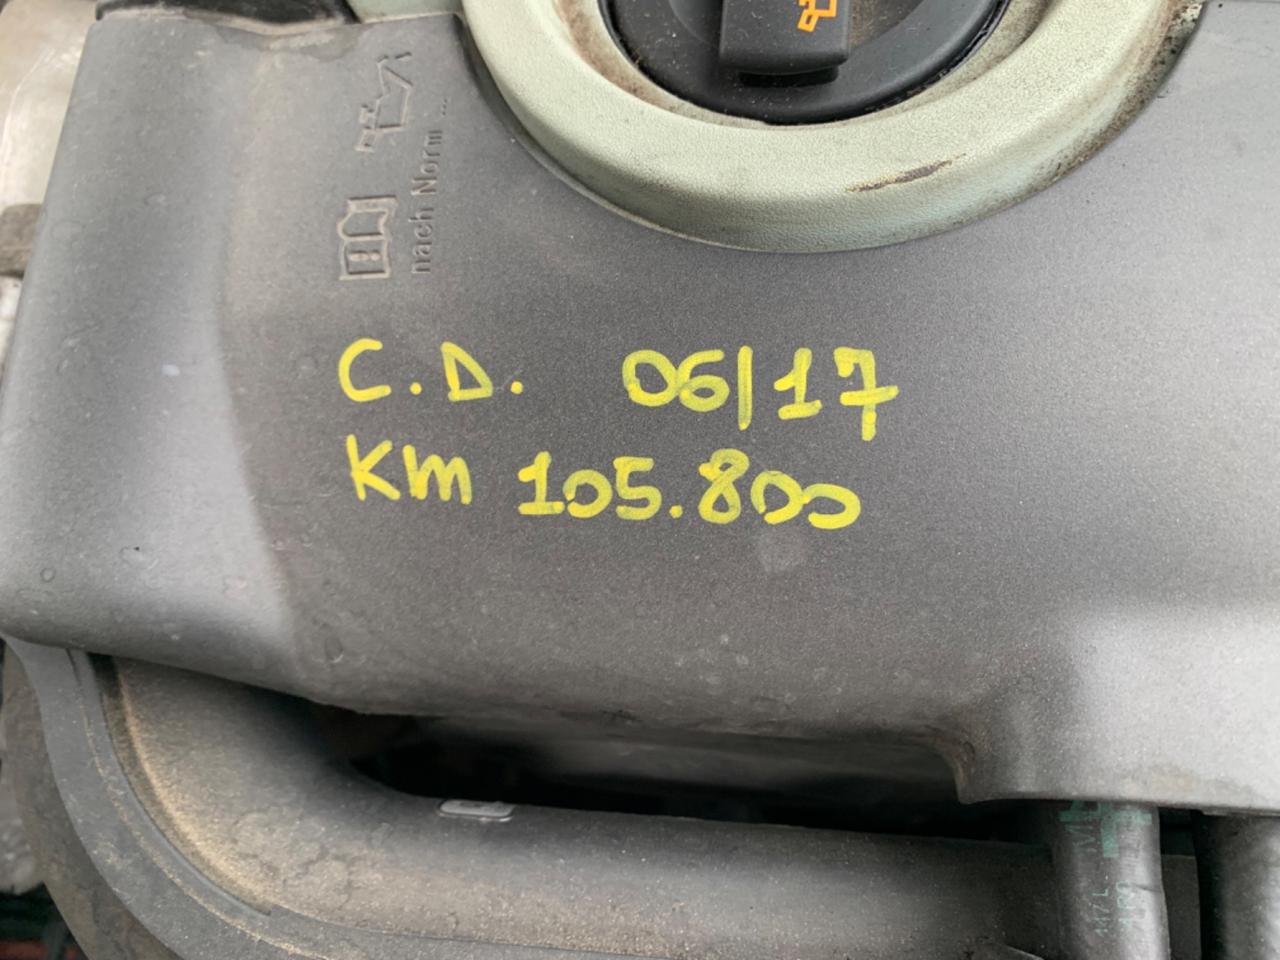 nach Norm ...
C.D. 06/17
Km 105.800